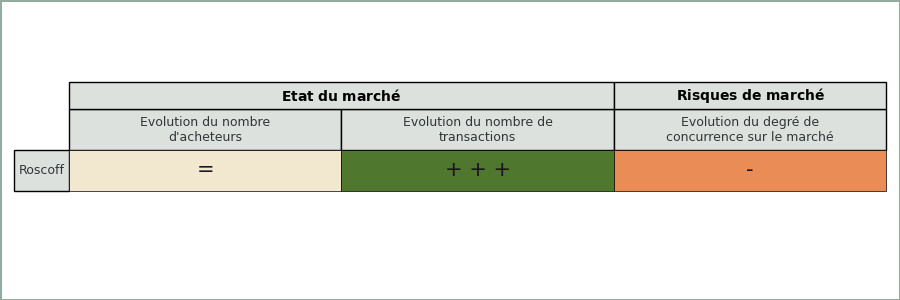 Etat du marché
Risques de marché
Evolution du nombre
d'acheteurs
Evolution du nombre de
transactions
Evolution du degré de
concurrence sur le marché
Roscoff
=
+ + +
-